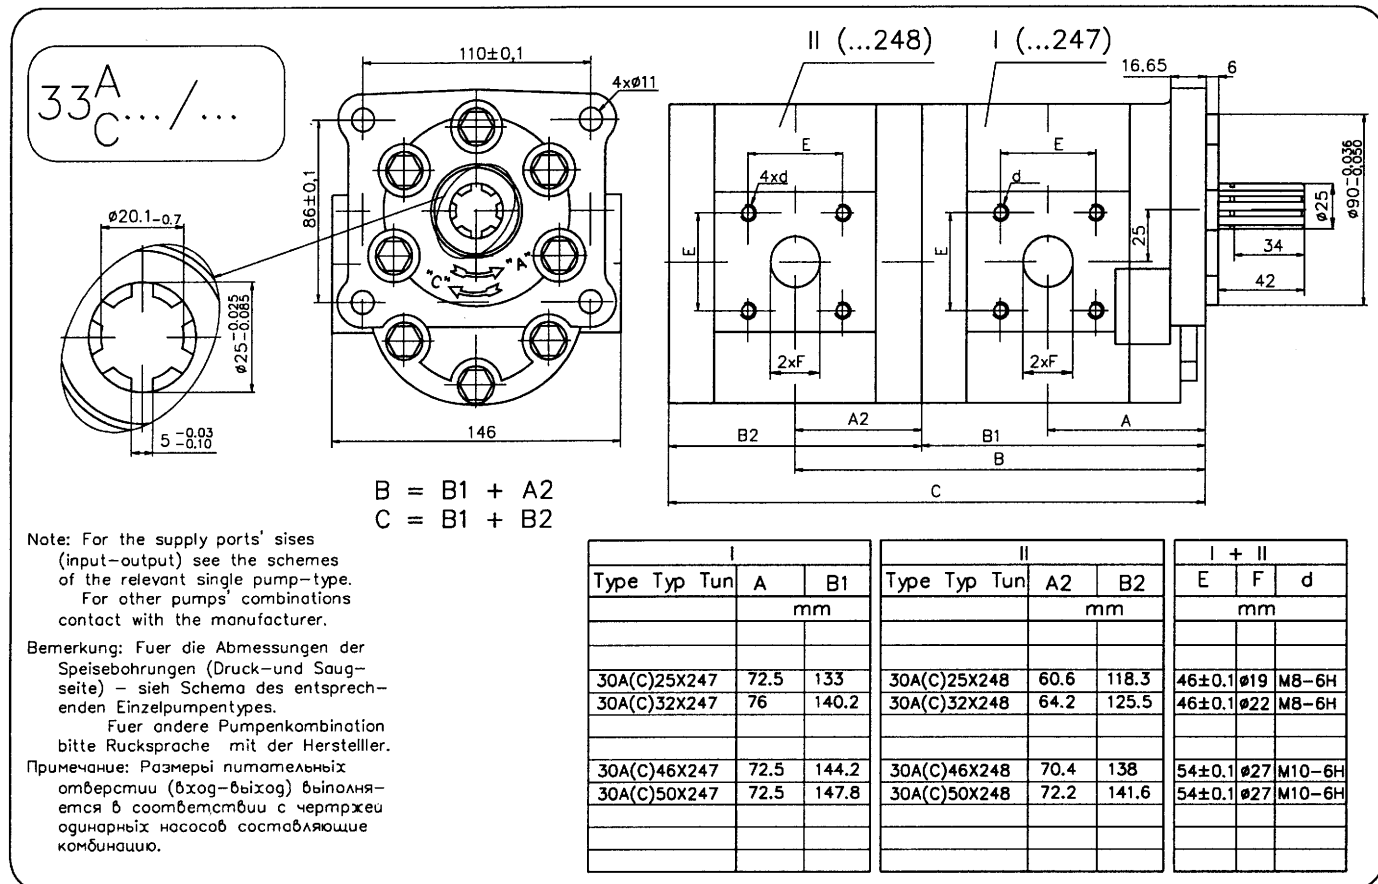 33 A C ... / ...
110±0,1
4xø11
86±0,1
"C" "A"
146
ø20.1-0.7
ø25 -0.025 -0.085
5 -0.03 -0.10
II (...248)
I (...247)
16.65
6
E
E
4xd
d
E
E
25
2xF
2xF
ø90 -0.036 -0.050
ø25
34
42
A2
A
B2
B1
B
C
B = B1 + A2
C = B1 + B2
Note: For the supply ports' sises
(input-output) see the schemes
of the relevant single pump-type.
For other pumps' combinations
contact with the manufacturer.
Bemerkung: Fuer die Abmessungen der
Speisebohrungen (Druck-und Saug-
seite) - sieh Schema des entsprech-
enden Einzelpumpentypes.
Fuer andere Pumpenkombination
bitte Rucksprache mit der Herstelller.
Примечание: Размеры питательных
отверстии (вход-выход) выполня-
ется в соответствии с чертржеи
одинарных насосов составляющие
комбинацию.
I
Type Typ Tun A B1
mm
30A(C)25X247 72.5 133
30A(C)32X247 76 140.2
30A(C)46X247 72.5 144.2
30A(C)50X247 72.5 147.8
II
Type Typ Tun A2 B2
mm
30A(C)25X248 60.6 118.3
30A(C)32X248 64.2 125.5
30A(C)46X248 70.4 138
30A(C)50X248 72.2 141.6
I + II
E F d
mm
46±0.1 ø19 M8-6H
46±0.1 ø22 M8-6H
54±0.1 ø27 M10-6H
54±0.1 ø27 M10-6H